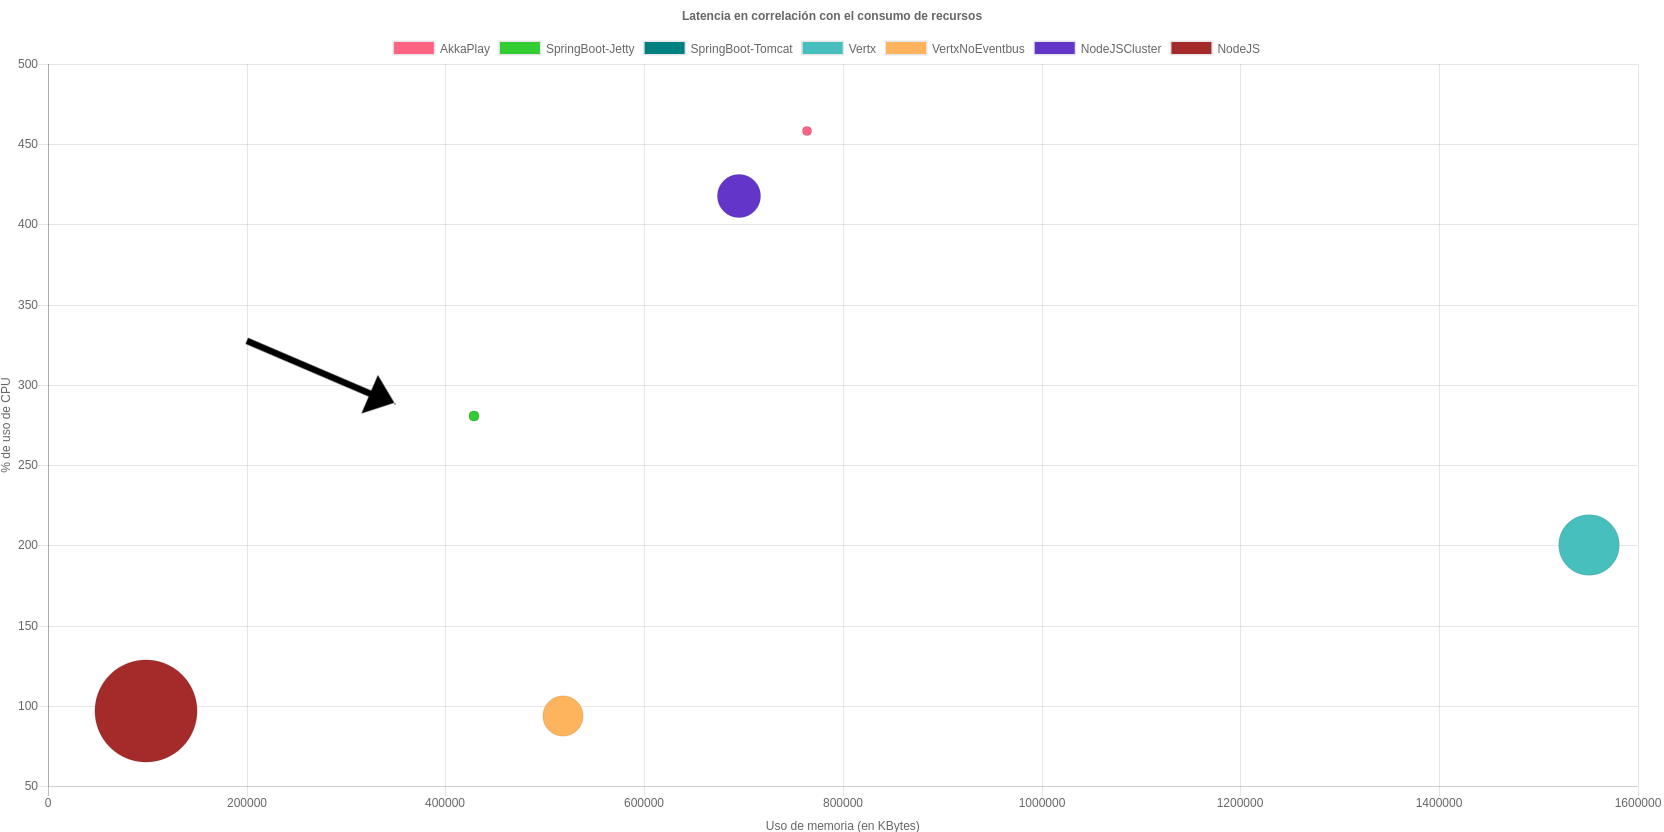 Latencia en correlación con el consumo de recursos
AkkaPlay SpringBoot-Jetty SpringBoot-Tomcat Vertx VertxNoEventbus NodeJSCluster NodeJS
500
450
400
350
300
250
200
150
100
50
% de uso de CPU
0 200000 400000 600000 800000 1000000 1200000 1400000 1600000
Uso de memoria (en KBytes)